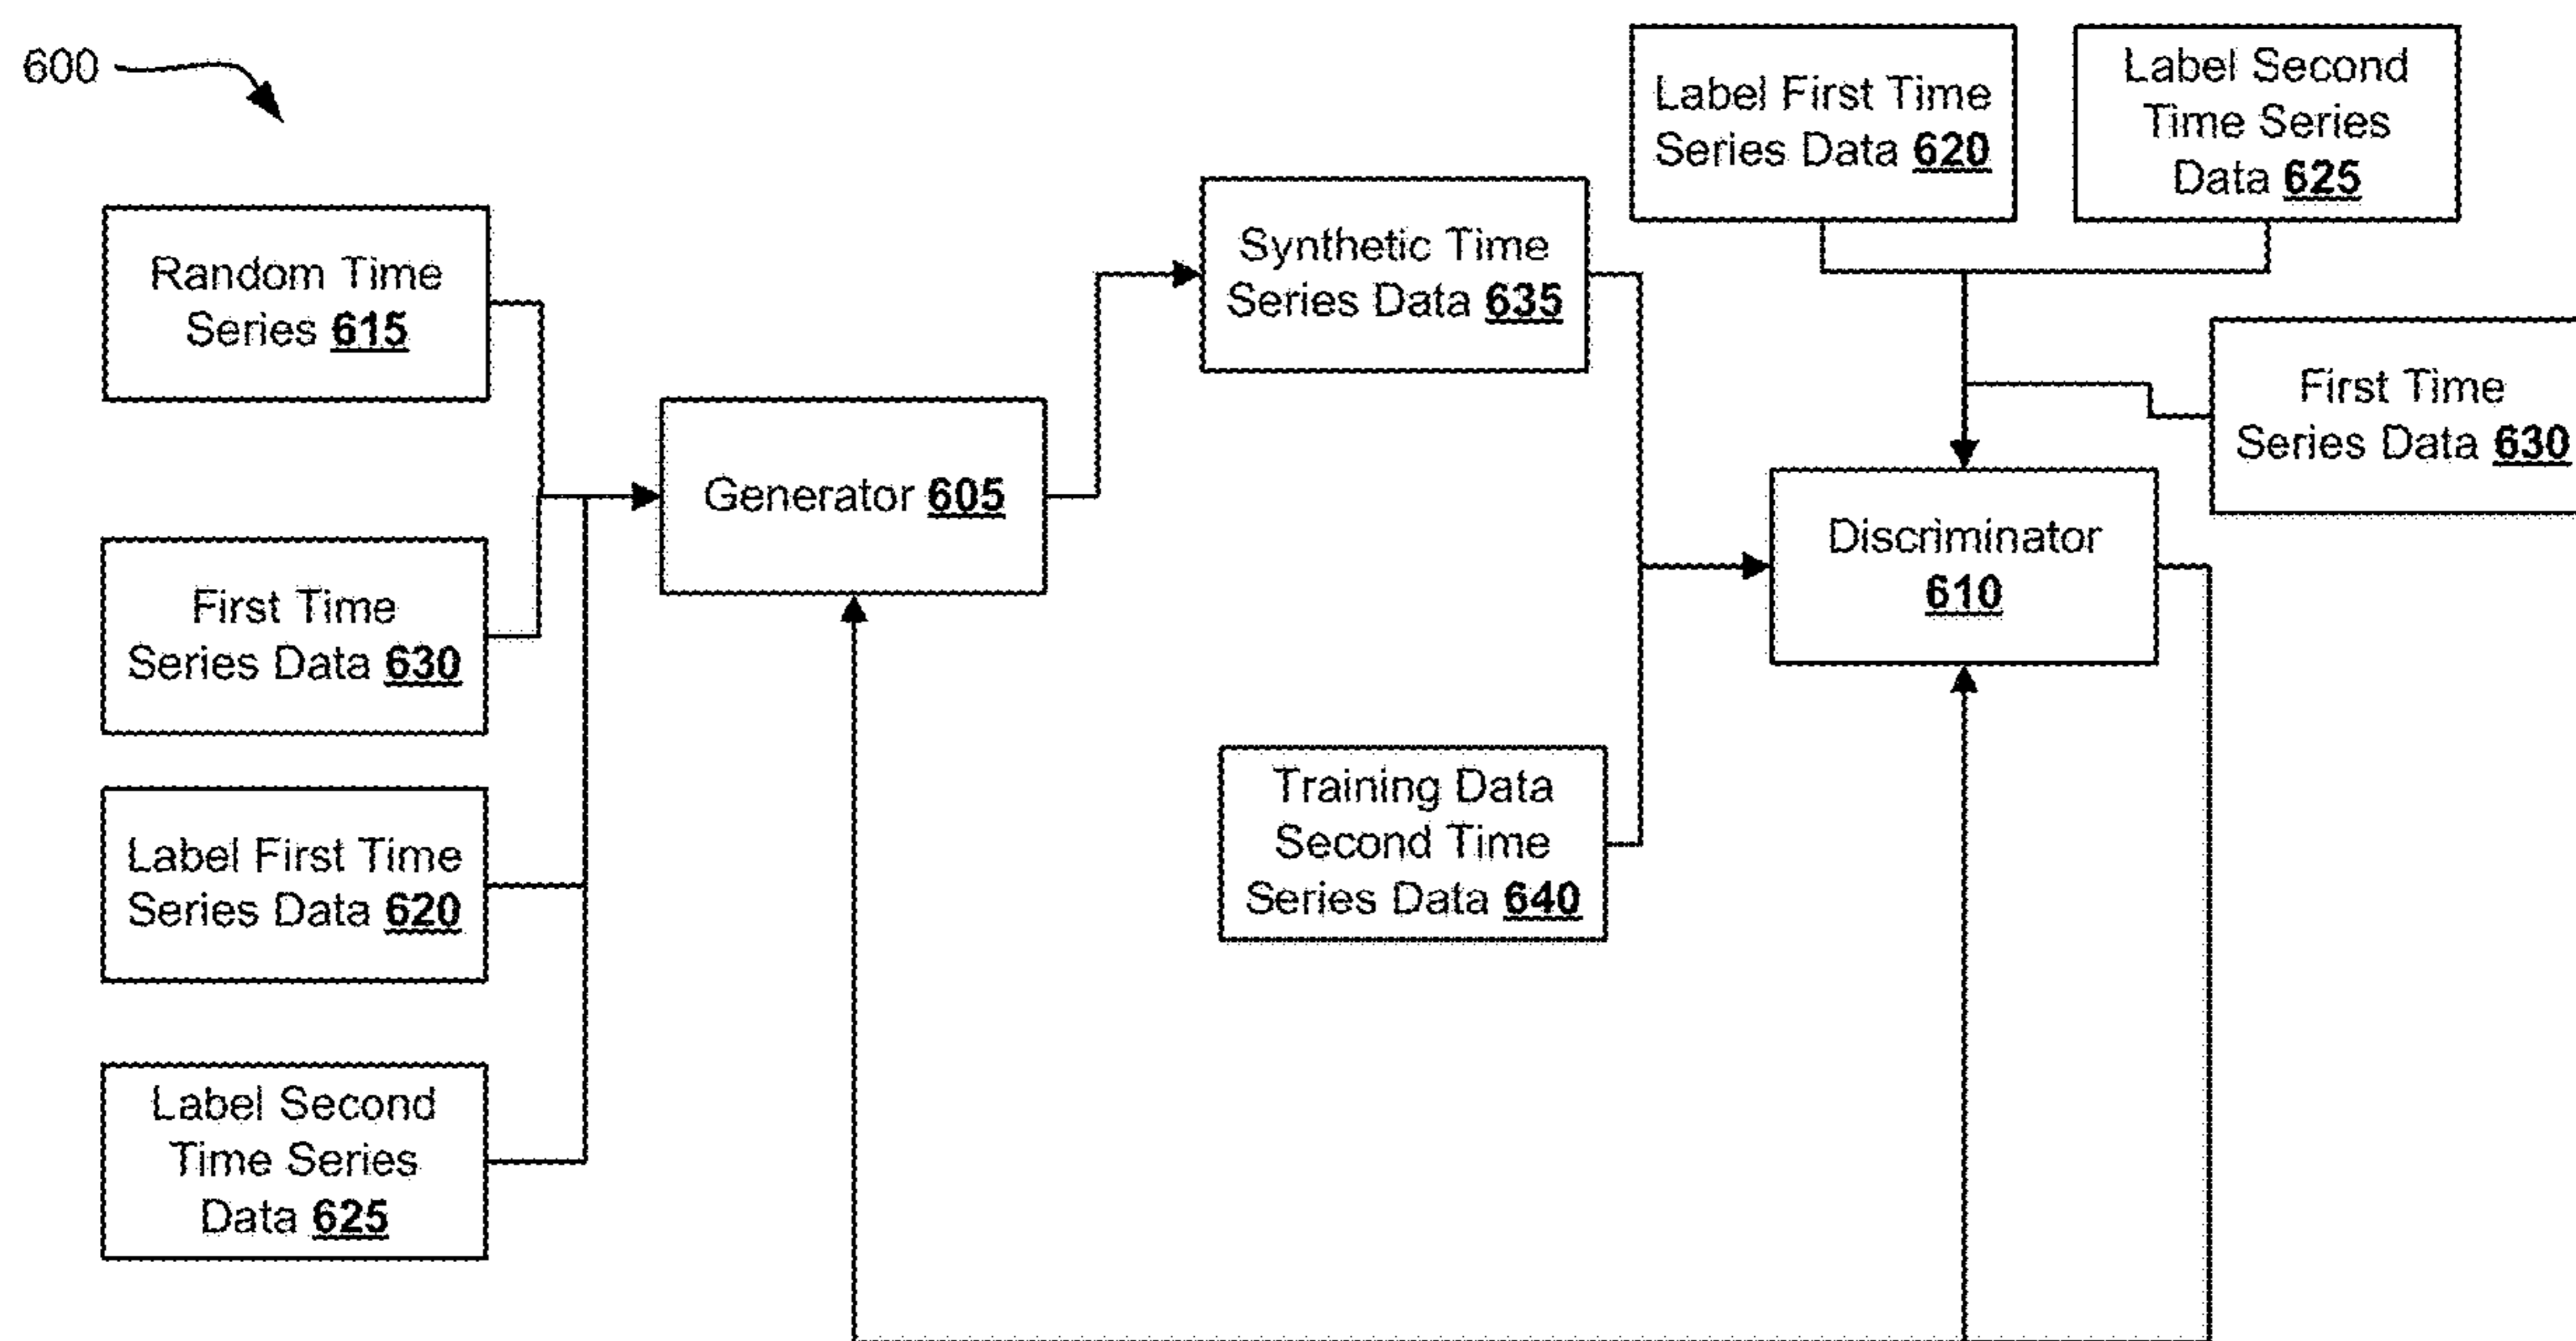 600
Random Time
Series 615
First Time
Series Data 630
Label First Time
Series Data 620
Label Second
Time Series
Data 625
Generator 605
Synthetic Time
Series Data 635
Training Data
Second Time
Series Data 640
Label First Time
Series Data 620
Label Second
Time Series
Data 625
First Time
Series Data 630
Discriminator
610